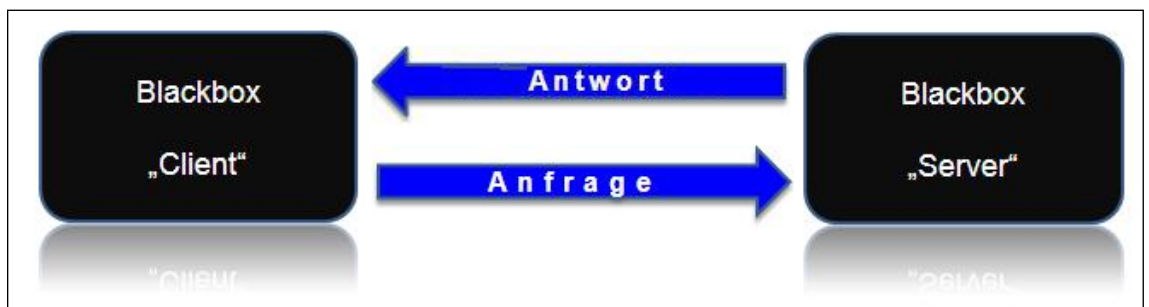 Blackbox
„Client“
Antwort
Anfrage
Blackbox
„Server“